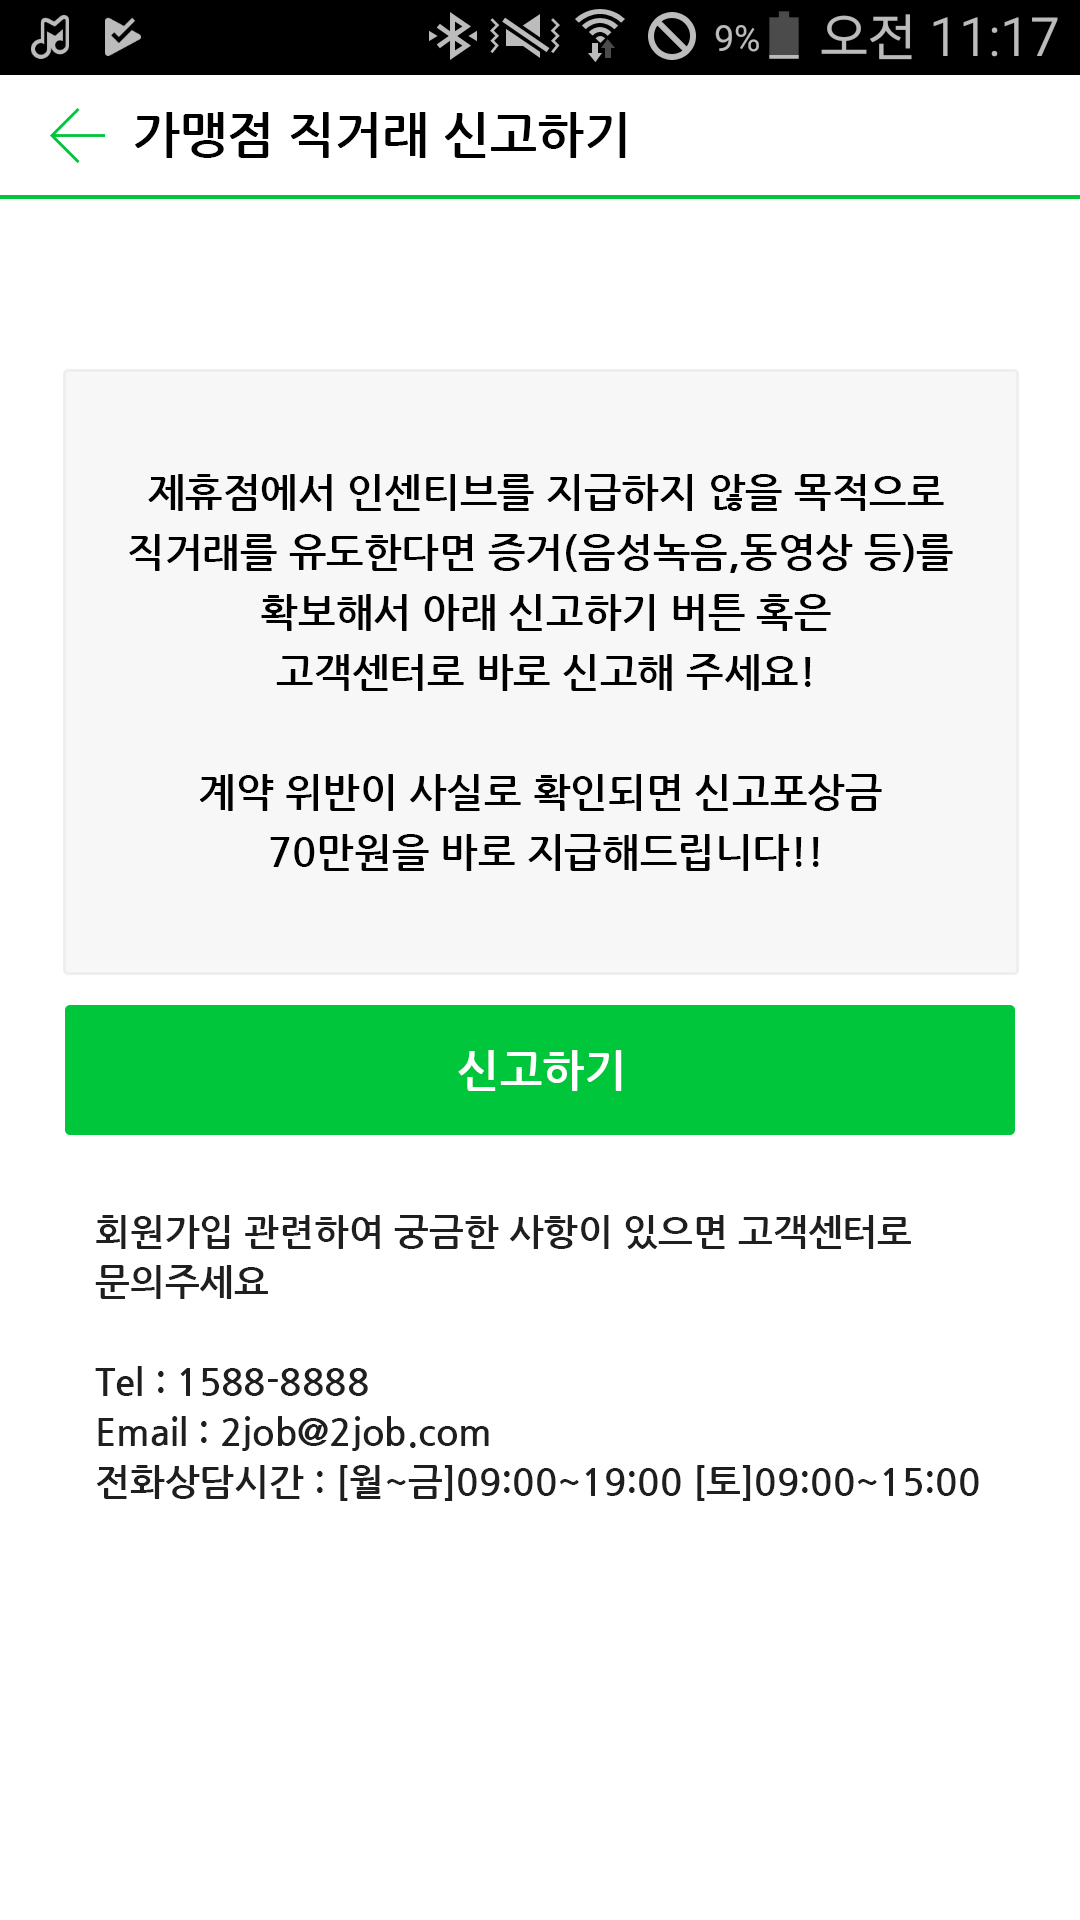 9% 오전 11:17
가맹점 직거래 신고하기
제휴점에서 인센티브를 지급하지 않을 목적으로
직거래를 유도한다면 증거(음성녹음,동영상 등)를
확보해서 아래 신고하기 버튼 혹은
고객센터로 바로 신고해 주세요!
계약 위반이 사실로 확인되면 신고포상금
70만원을 바로 지급해드립니다!!
신고하기
회원가입 관련하여 궁금한 사항이 있으면 고객센터로
문의주세요
Tel : 1588-8888
Email : 2job@2job.com
전화상담시간 : [월~금]09:00~19:00 [토]09:00~15:00